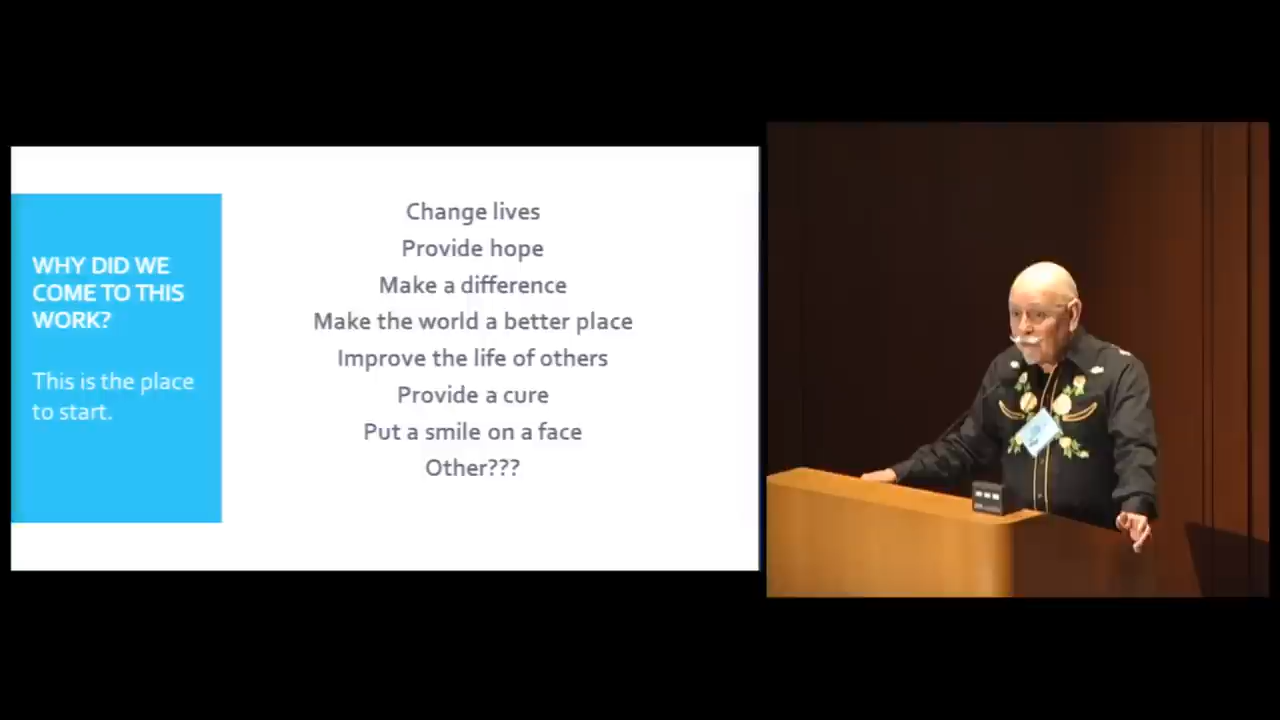 WHY DID WE
COME TO THIS
WORK?
This is the place
to start.
Change lives
Provide hope
Make a difference
Make the world a better place
Improve the life of others
Provide a cure
Put a smile on a face
Other???